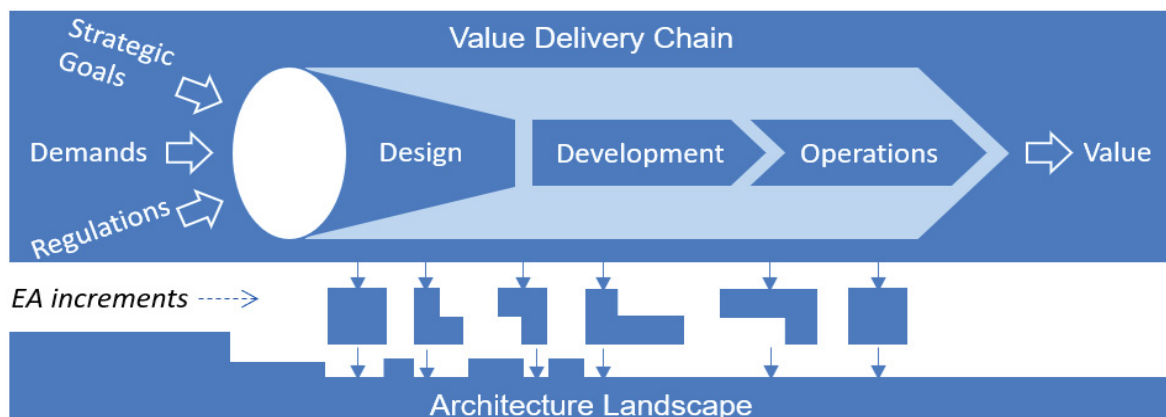 Value Delivery Chain
Strategic
Goals
Demands
Regulations
Design
Development
Operations
Value
EA increments
Architecture Landscape